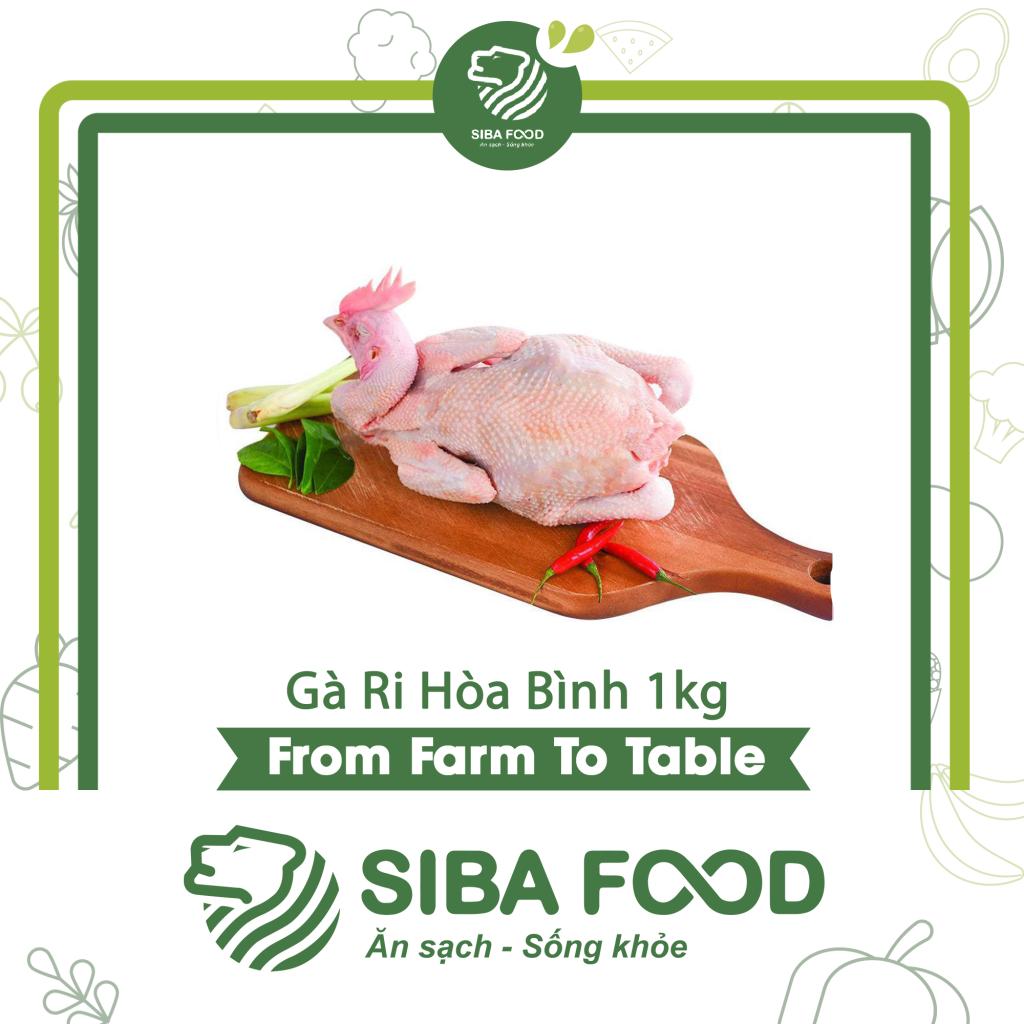 SIBA FOOD
Ăn sạch - Sống khỏe
Gà Ri Hòa Bình 1kg
From Farm To Table
SIBA FOOD
Ăn sạch - Sống khỏe